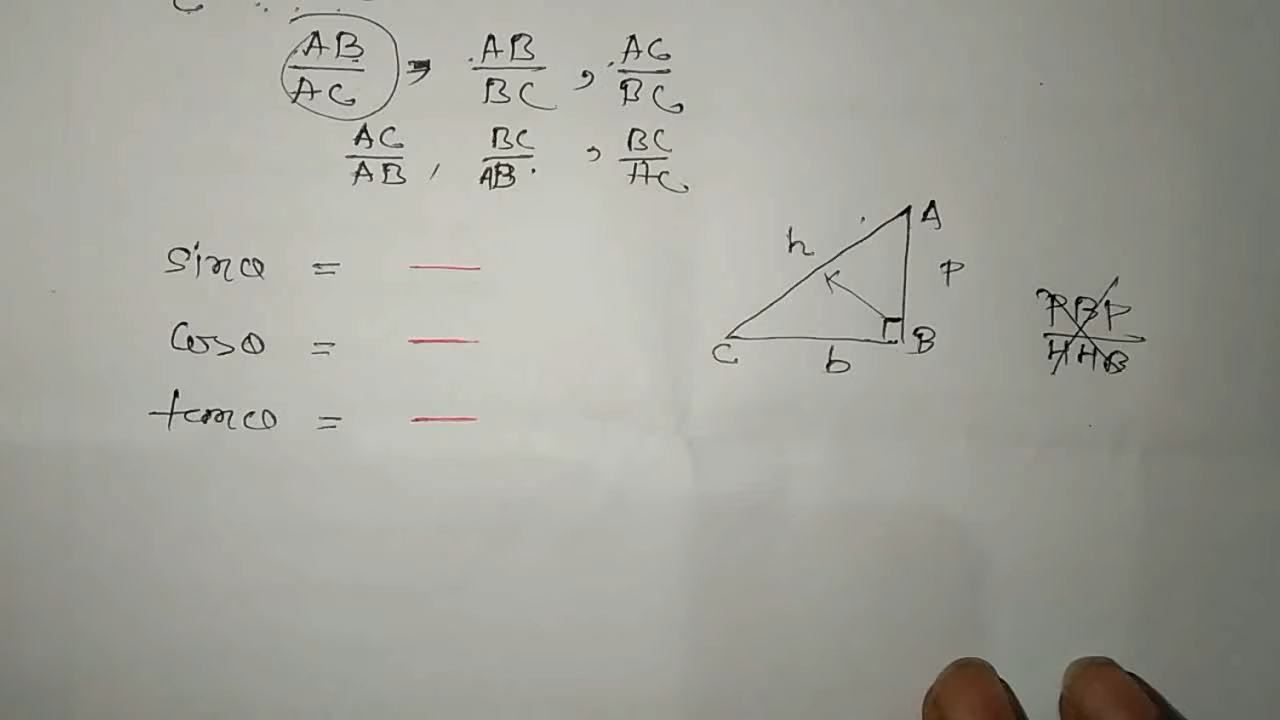 AB/AC , AB/BC , AC/BC
AC/AB , BC/AB . , BC/AC
sinθ =
cosθ =
tanθ =
A
h
P
C
b
B
PBP
HHB